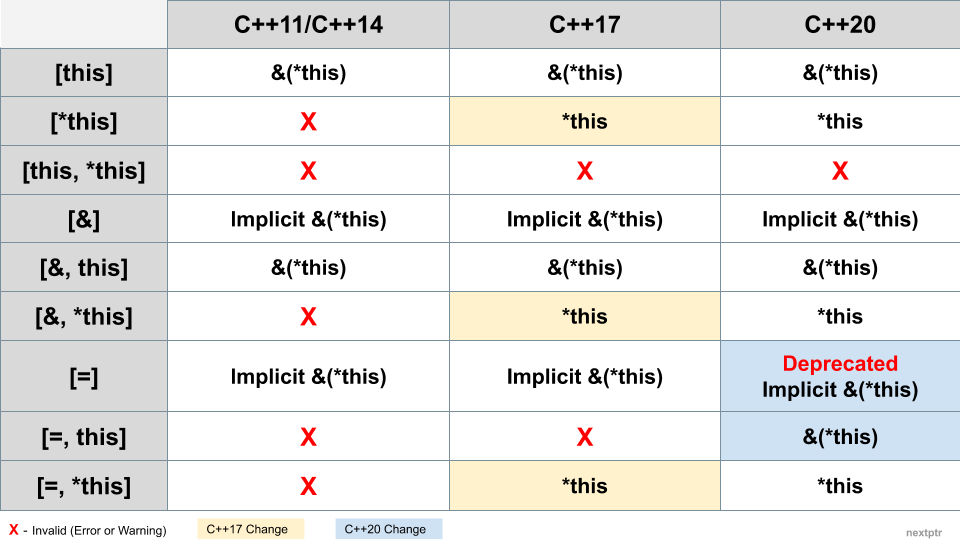 C++11/C++14 C++17 C++20
[this] &(*this) &(*this) &(*this)
[*this] X *this *this
[this, *this] X X X
[&] Implicit &(*this) Implicit &(*this) Implicit &(*this)
[&, this] &(*this) &(*this) &(*this)
[&, *this] X *this *this
[=] Implicit &(*this) Implicit &(*this) Deprecated
Implicit &(*this)
[=, this] X X &(*this)
[=, *this] X *this *this
X - Invalid (Error or Warning) C++17 Change C++20 Change
nextptr